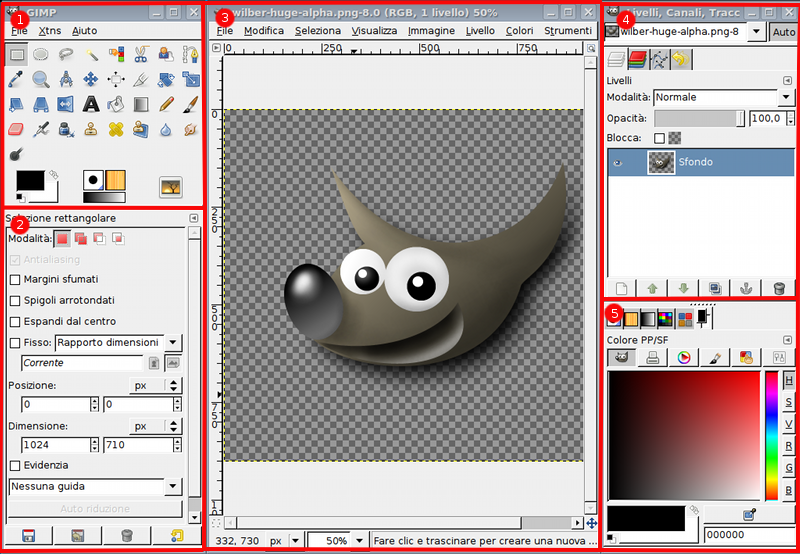 1
GIMP
File Xtns Aiuto
2
Selezione rettangolare
Modalità:
Antialiasing
Margini sfumati
Spigoli arrotondati
Espandi dal centro
Fisso: Rapporto dimensioni
Corrente
Posizione: px
0 0
Dimensione: px
1024 710
Evidenzia
Nessuna guida
Auto riduzione
3
wilber-huge-alpha.png-8.0 (RGB, 1 livello) 50%
File Modifica Seleziona Visualizza Immagine Livello Colori Strumenti
0 250 500 750
0
250
500
750
332, 730 px 50% Fare clic e trascinare per creare una nuova ...
4
Livelli, Canali, Tracc
wilber-huge-alpha.png-8 Auto
Livelli
Modalità: Normale
Opacità: 100,0
Blocca:
Sfondo
5
Colore PP/SF
H
S
V
R
G
B
000000